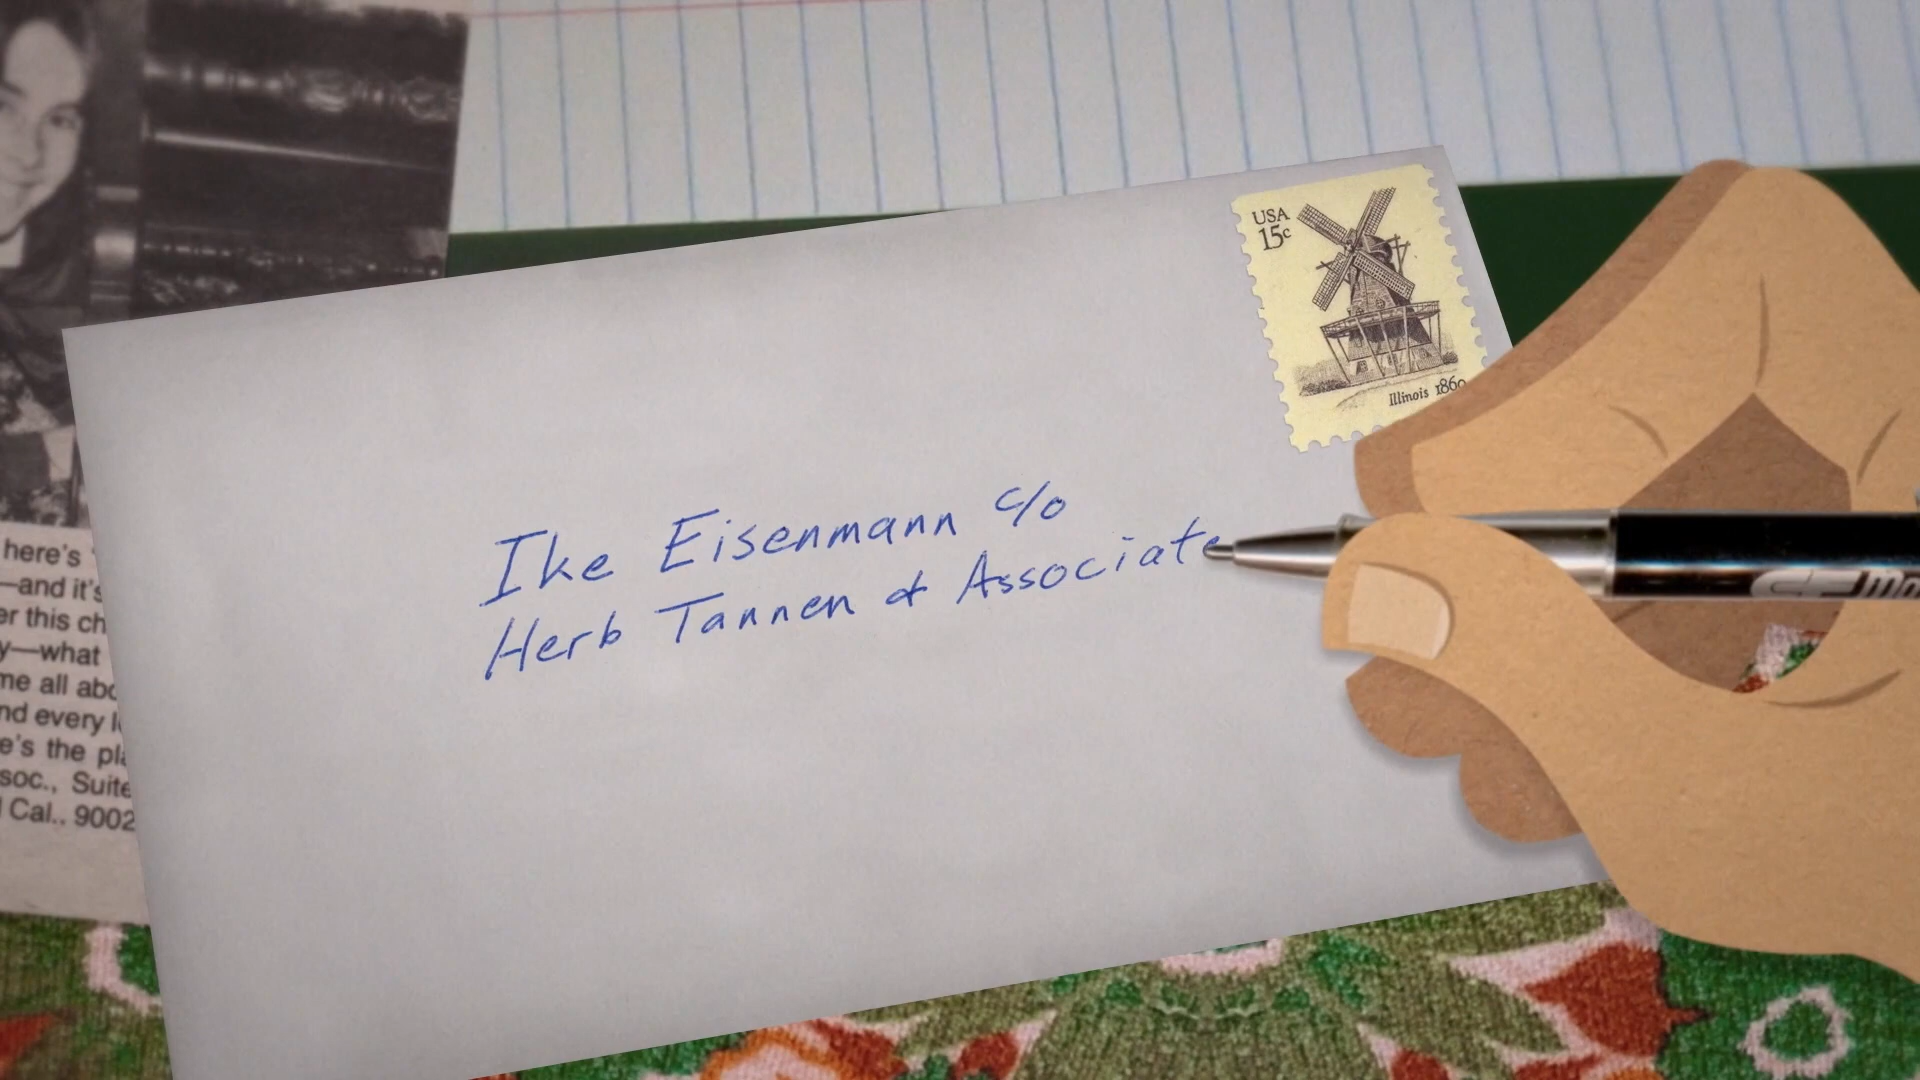 here's
—and it's
er this ch
y—what
me all abo
nd every l
e's the pla
soc., Suite
Cal.. 9002
USA
15c
Illinois 1860
Ike Eisenmann c/o
Herb Tannen & Associate